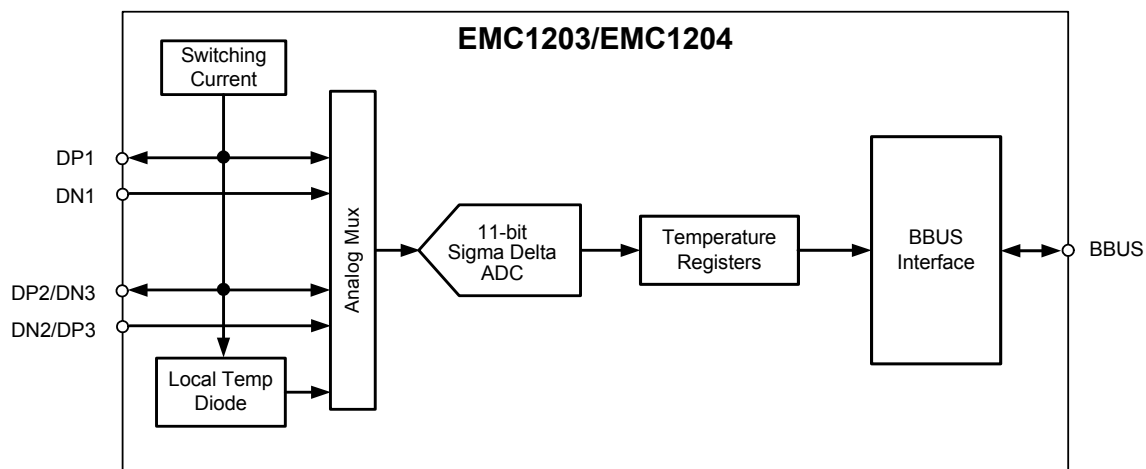 EMC1203/EMC1204
Switching
Current
DP1
DN1
DP2/DN3
DN2/DP3
Local Temp
Diode
Analog Mux
11-bit
Sigma Delta
ADC
Temperature
Registers
BBUS
Interface
BBUS